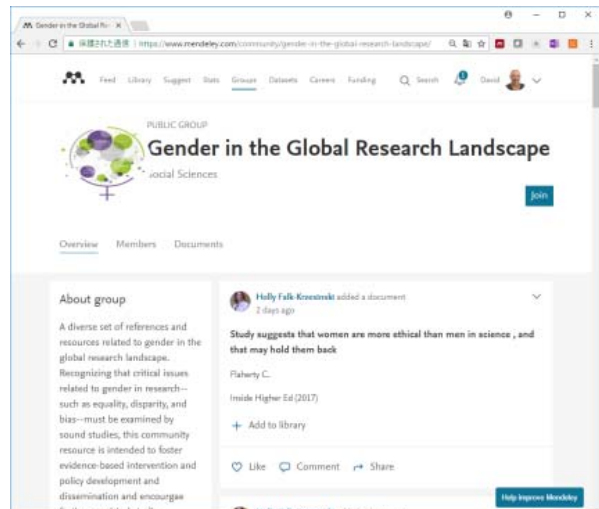 Gender in the Global Re
保護された通信 | https://www.mendeley.com/community/gender-in-the-global-research-landscape/
Feed Library Suggest Stats Groups Datasets Careers Funding Search David
PUBLIC GROUP
Gender in the Global Research Landscape
Social Sciences
Join
Overview Members Documents
About group
A diverse set of references and
resources related to gender in the
global research landscape.
Recognizing that critical issues
related to gender in research--
such as equality, disparity, and
bias--must be examined by
sound studies, this community
resource is intended to foster
evidence-based intervention and
policy development and
dissemination and encourgae
Holly Falk-Krzesinski added a document
2 days ago
Study suggests that women are more ethical than men in science , and
that may hold them back
Flaherty C.
Inside Higher Ed (2017)
+ Add to library
Like Comment Share
Help Improve Mendeley